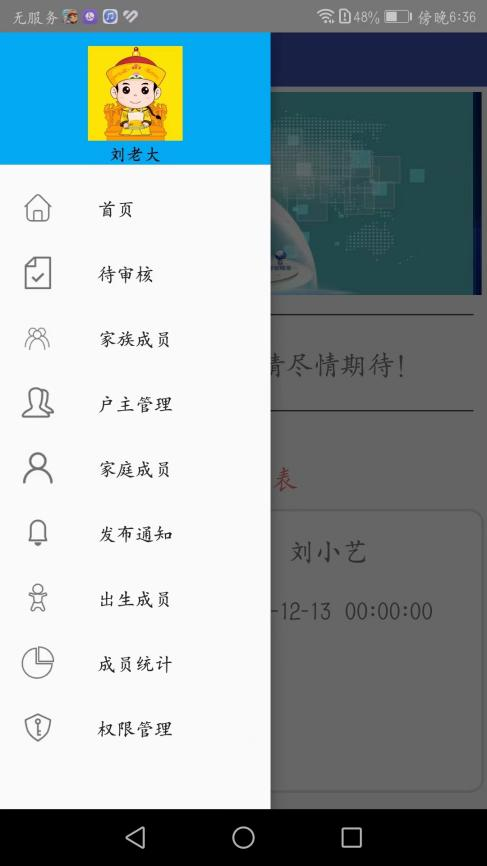 无服务 48% 傍晚6:36
刘老大
首页
待审核
家族成员
户主管理
家庭成员
发布通知
出生成员
成员统计
权限管理
情尽情期待!
表
刘小艺
-12-13 00:00:00